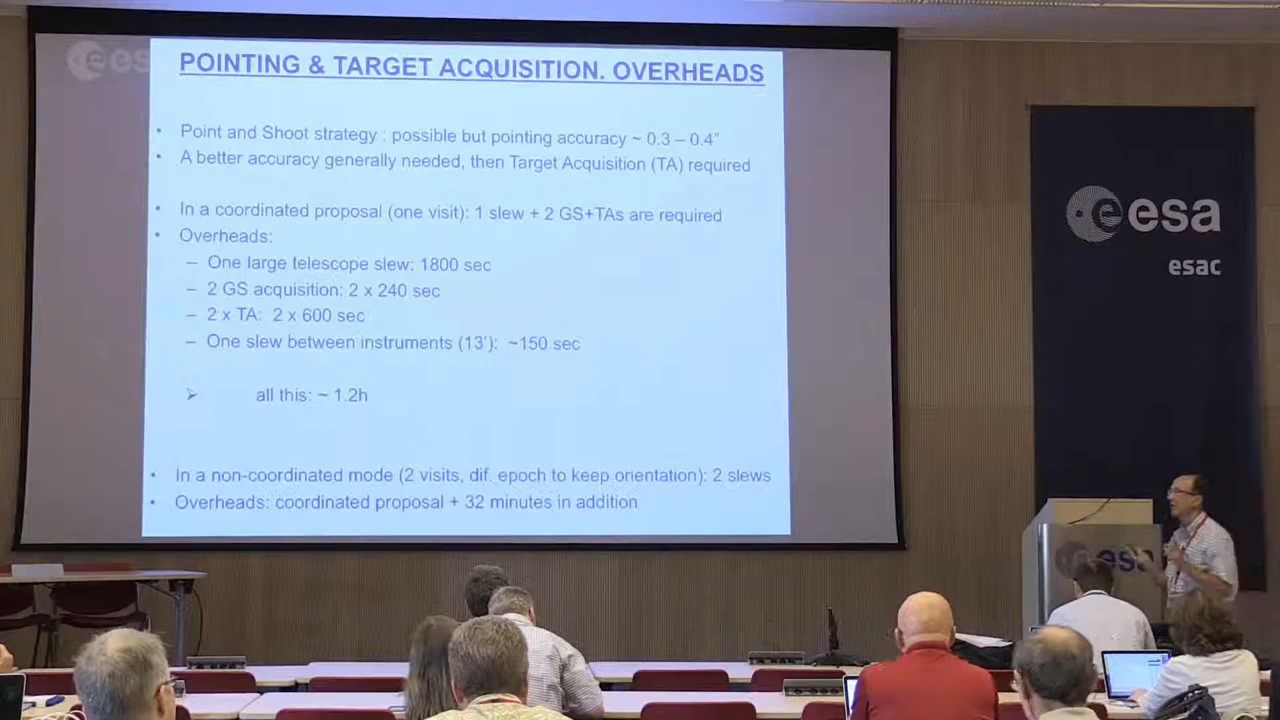 esa
POINTING & TARGET ACQUISITION. OVERHEADS
• Point and Shoot strategy : possible but pointing accuracy ~ 0.3 – 0.4"
• A better accuracy generally needed, then Target Acquisition (TA) required
• In a coordinated proposal (one visit): 1 slew + 2 GS+TAs are required
• Overheads:
– One large telescope slew: 1800 sec
– 2 GS acquisition: 2 x 240 sec
– 2 x TA: 2 x 600 sec
– One slew between instruments (13'): ~150 sec
➢ all this: ~ 1.2h
• In a non-coordinated mode (2 visits, dif. epoch to keep orientation): 2 slews
• Overheads: coordinated proposal + 32 minutes in addition
esa
esac
esa